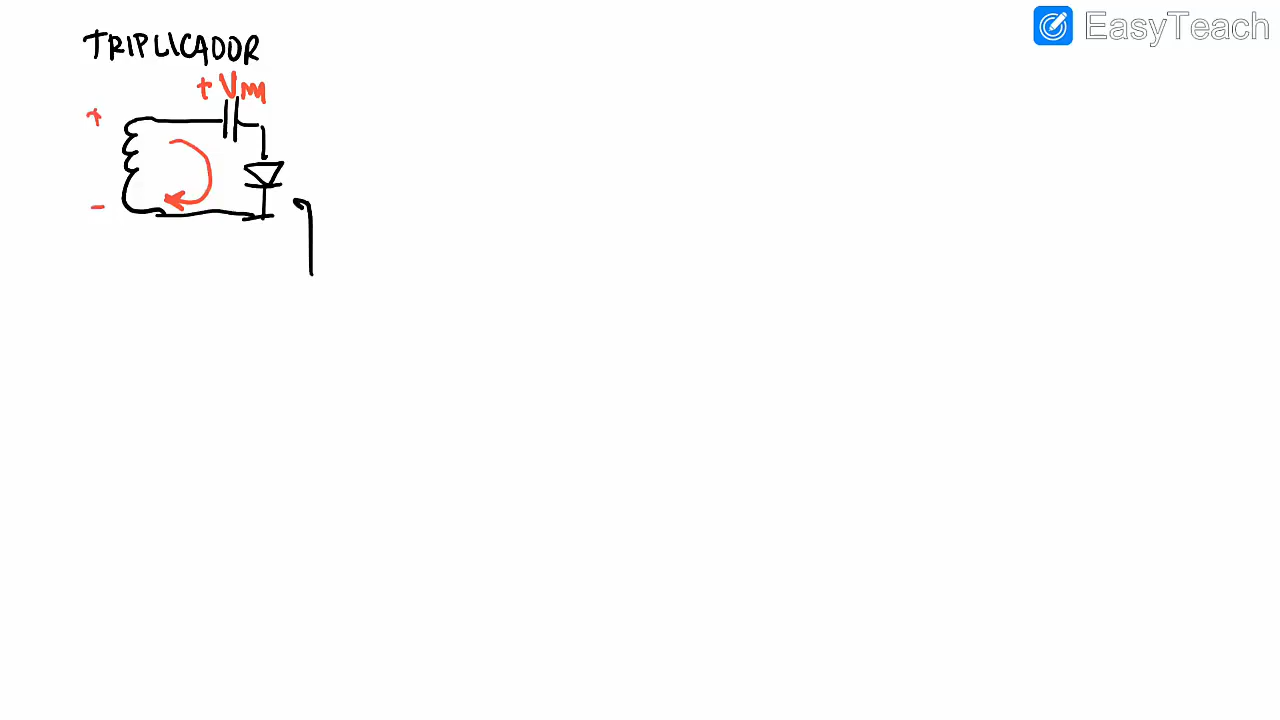 TRIPLICADOR
EasyTeach
+ Vm
+
-